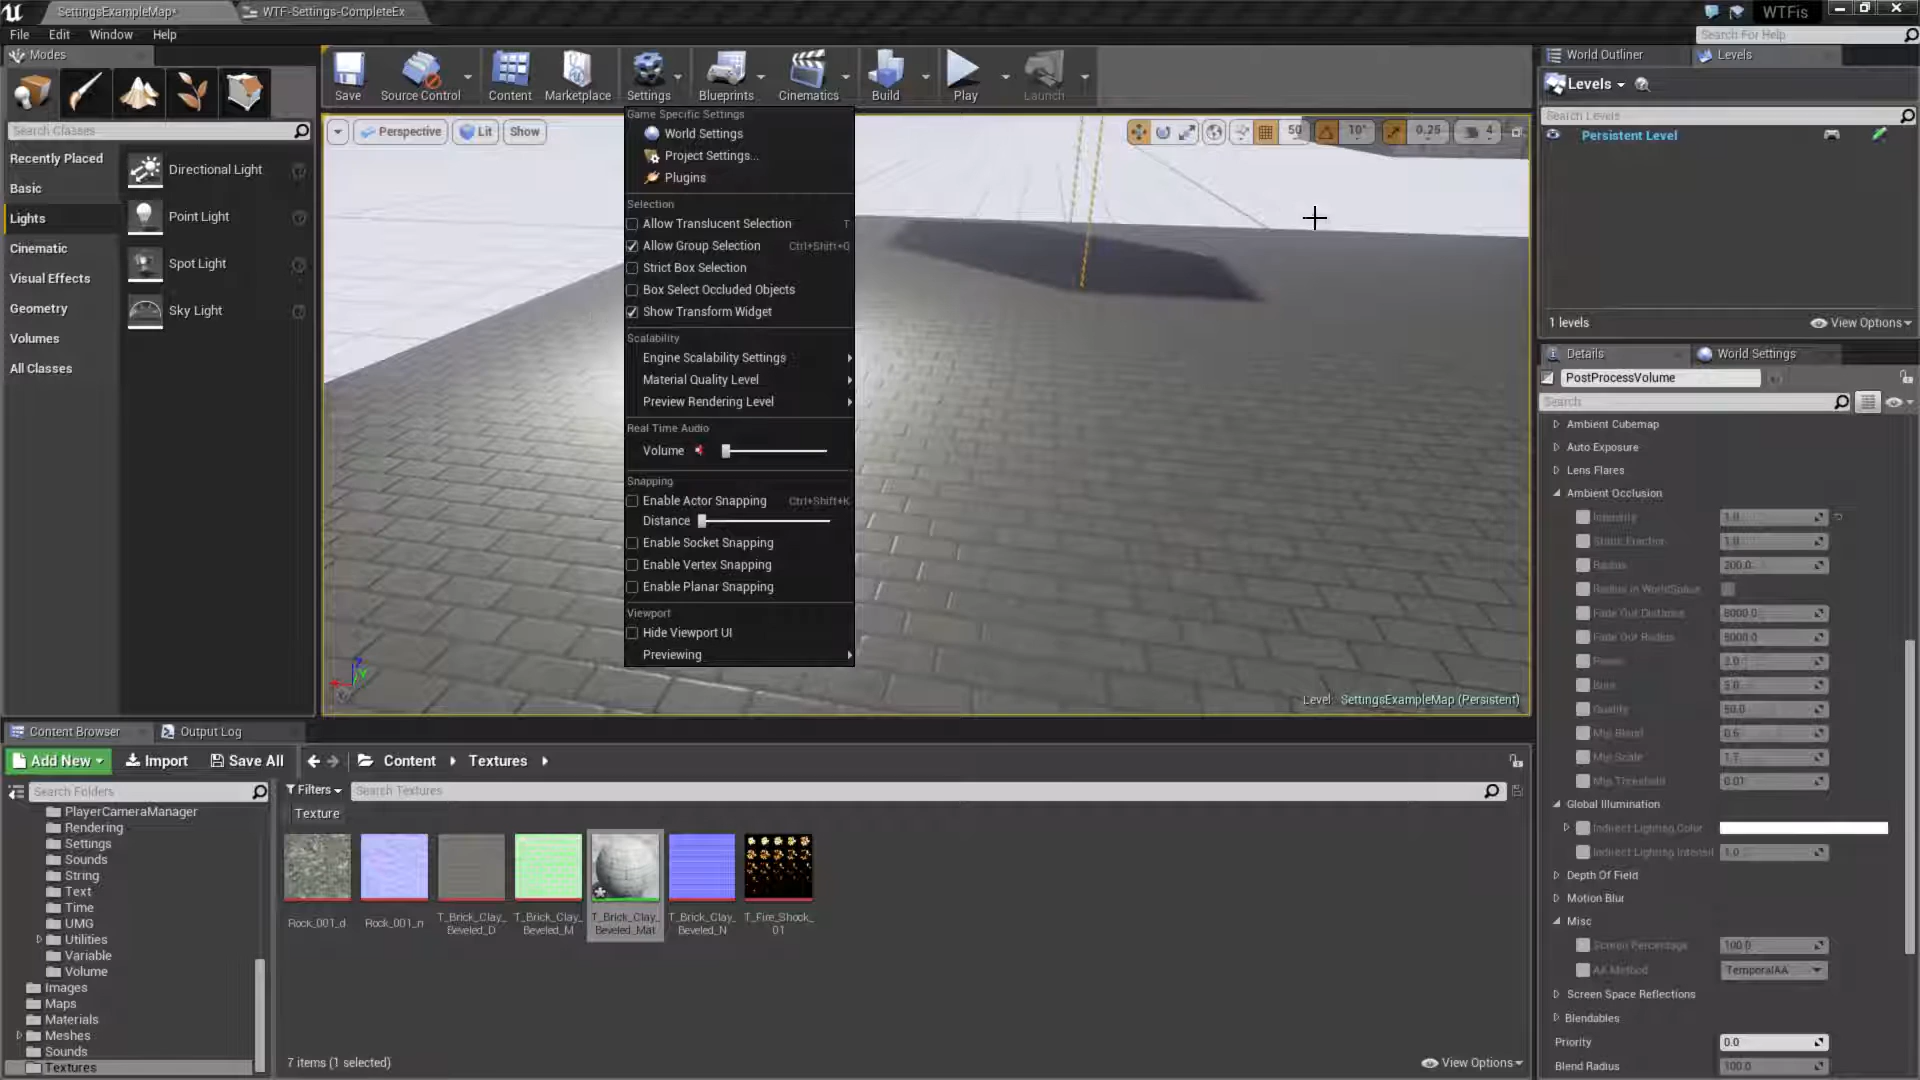 SettingsExampleMap*
WTF-Settings-CompleteEx
WTFis
File
Edit
Window
Help
Search For Help
Modes
Save
Source Control
Content
Marketplace
Settings
Blueprints
Cinematics
Build
Play
Launch
World Outliner
Levels
Levels
Search Classes
Search Levels
Persistent Level
Recently Placed
Basic
Lights
Cinematic
Visual Effects
Geometry
Volumes
All Classes
Directional Light
Point Light
Spot Light
Sky Light
Perspective
Lit
Show
50
10°
0.25
4
Game Specific Settings
World Settings
Project Settings...
Plugins
Selection
Allow Translucent Selection T
Allow Group Selection Ctrl+Shift+Q
Strict Box Selection
Box Select Occluded Objects
Show Transform Widget
Scalability
Engine Scalability Settings
Material Quality Level
Preview Rendering Level
Real Time Audio
Volume
Snapping
Enable Actor Snapping Ctrl+Shift+K
Distance
Enable Socket Snapping
Enable Vertex Snapping
Enable Planar Snapping
Viewport
Hide Viewport UI
Previewing
Level: SettingsExampleMap (Persistent)
1 levels
View Options
Details
World Settings
PostProcessVolume
Search
Ambient Cubemap
Auto Exposure
Lens Flares
Ambient Occlusion
Intensity 1.0
Static Fraction 1.0
Radius 200.0
Radius in WorldSpace
Fade Out Distance 8000.0
Fade Out Radius 5000.0
Power
Bias 3.0
Quality 50.0
Mip Blend 0.6
Mip Scale 1.7
Mip Threshold 0.01
Global Illumination
Indirect Lighting Color
Indirect Lighting Intensit 1.0
Depth Of Field
Motion Blur
Misc
Screen Percentage 100.0
AA Method TemporalAA
Screen Space Reflections
Blendables
Priority 0.0
Blend Radius 100.0
Content Browser
Output Log
Add New
Import
Save All
Content
Textures
Search Folders
Filters
Search Textures
Texture
PlayerCameraManager
Rendering
Settings
Sounds
String
Text
Time
UMG
Utilities
Variable
Volume
Images
Maps
Materials
Meshes
Sounds
Textures
Rock_001_d
Rock_001_n
T_Brick_Clay_
Beveled_D
T_Brick_Clay_
Beveled_M
T_Brick_Clay_
Beveled_Mat
T_Brick_Clay_
Beveled_N
T_Fire_Shock_
01
7 items (1 selected)
View Options